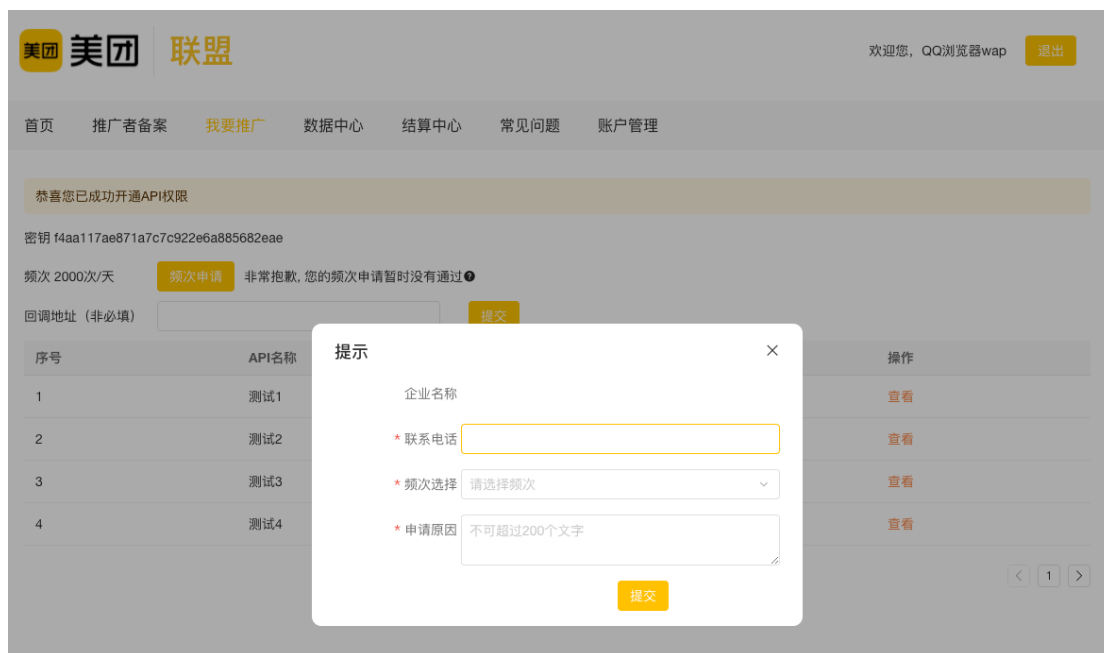 美团 美团 联盟 欢迎您，QQ浏览器wap 退出
首页 推广者备案 我要推广 数据中心 结算中心 常见问题 账户管理
恭喜您已成功开通API权限
密钥 f4aa117ae871a7c7c922e6a885682eae
频次 2000次/天 频次申请 非常抱歉, 您的频次申请暂时没有通过
回调地址（非必填） 提交
序号 API名称 操作
1 测试1 查看
2 测试2 查看
3 测试3 查看
4 测试4 查看
1
提示
企业名称
* 联系电话
* 频次选择 请选择频次
* 申请原因 不可超过200个文字
提交